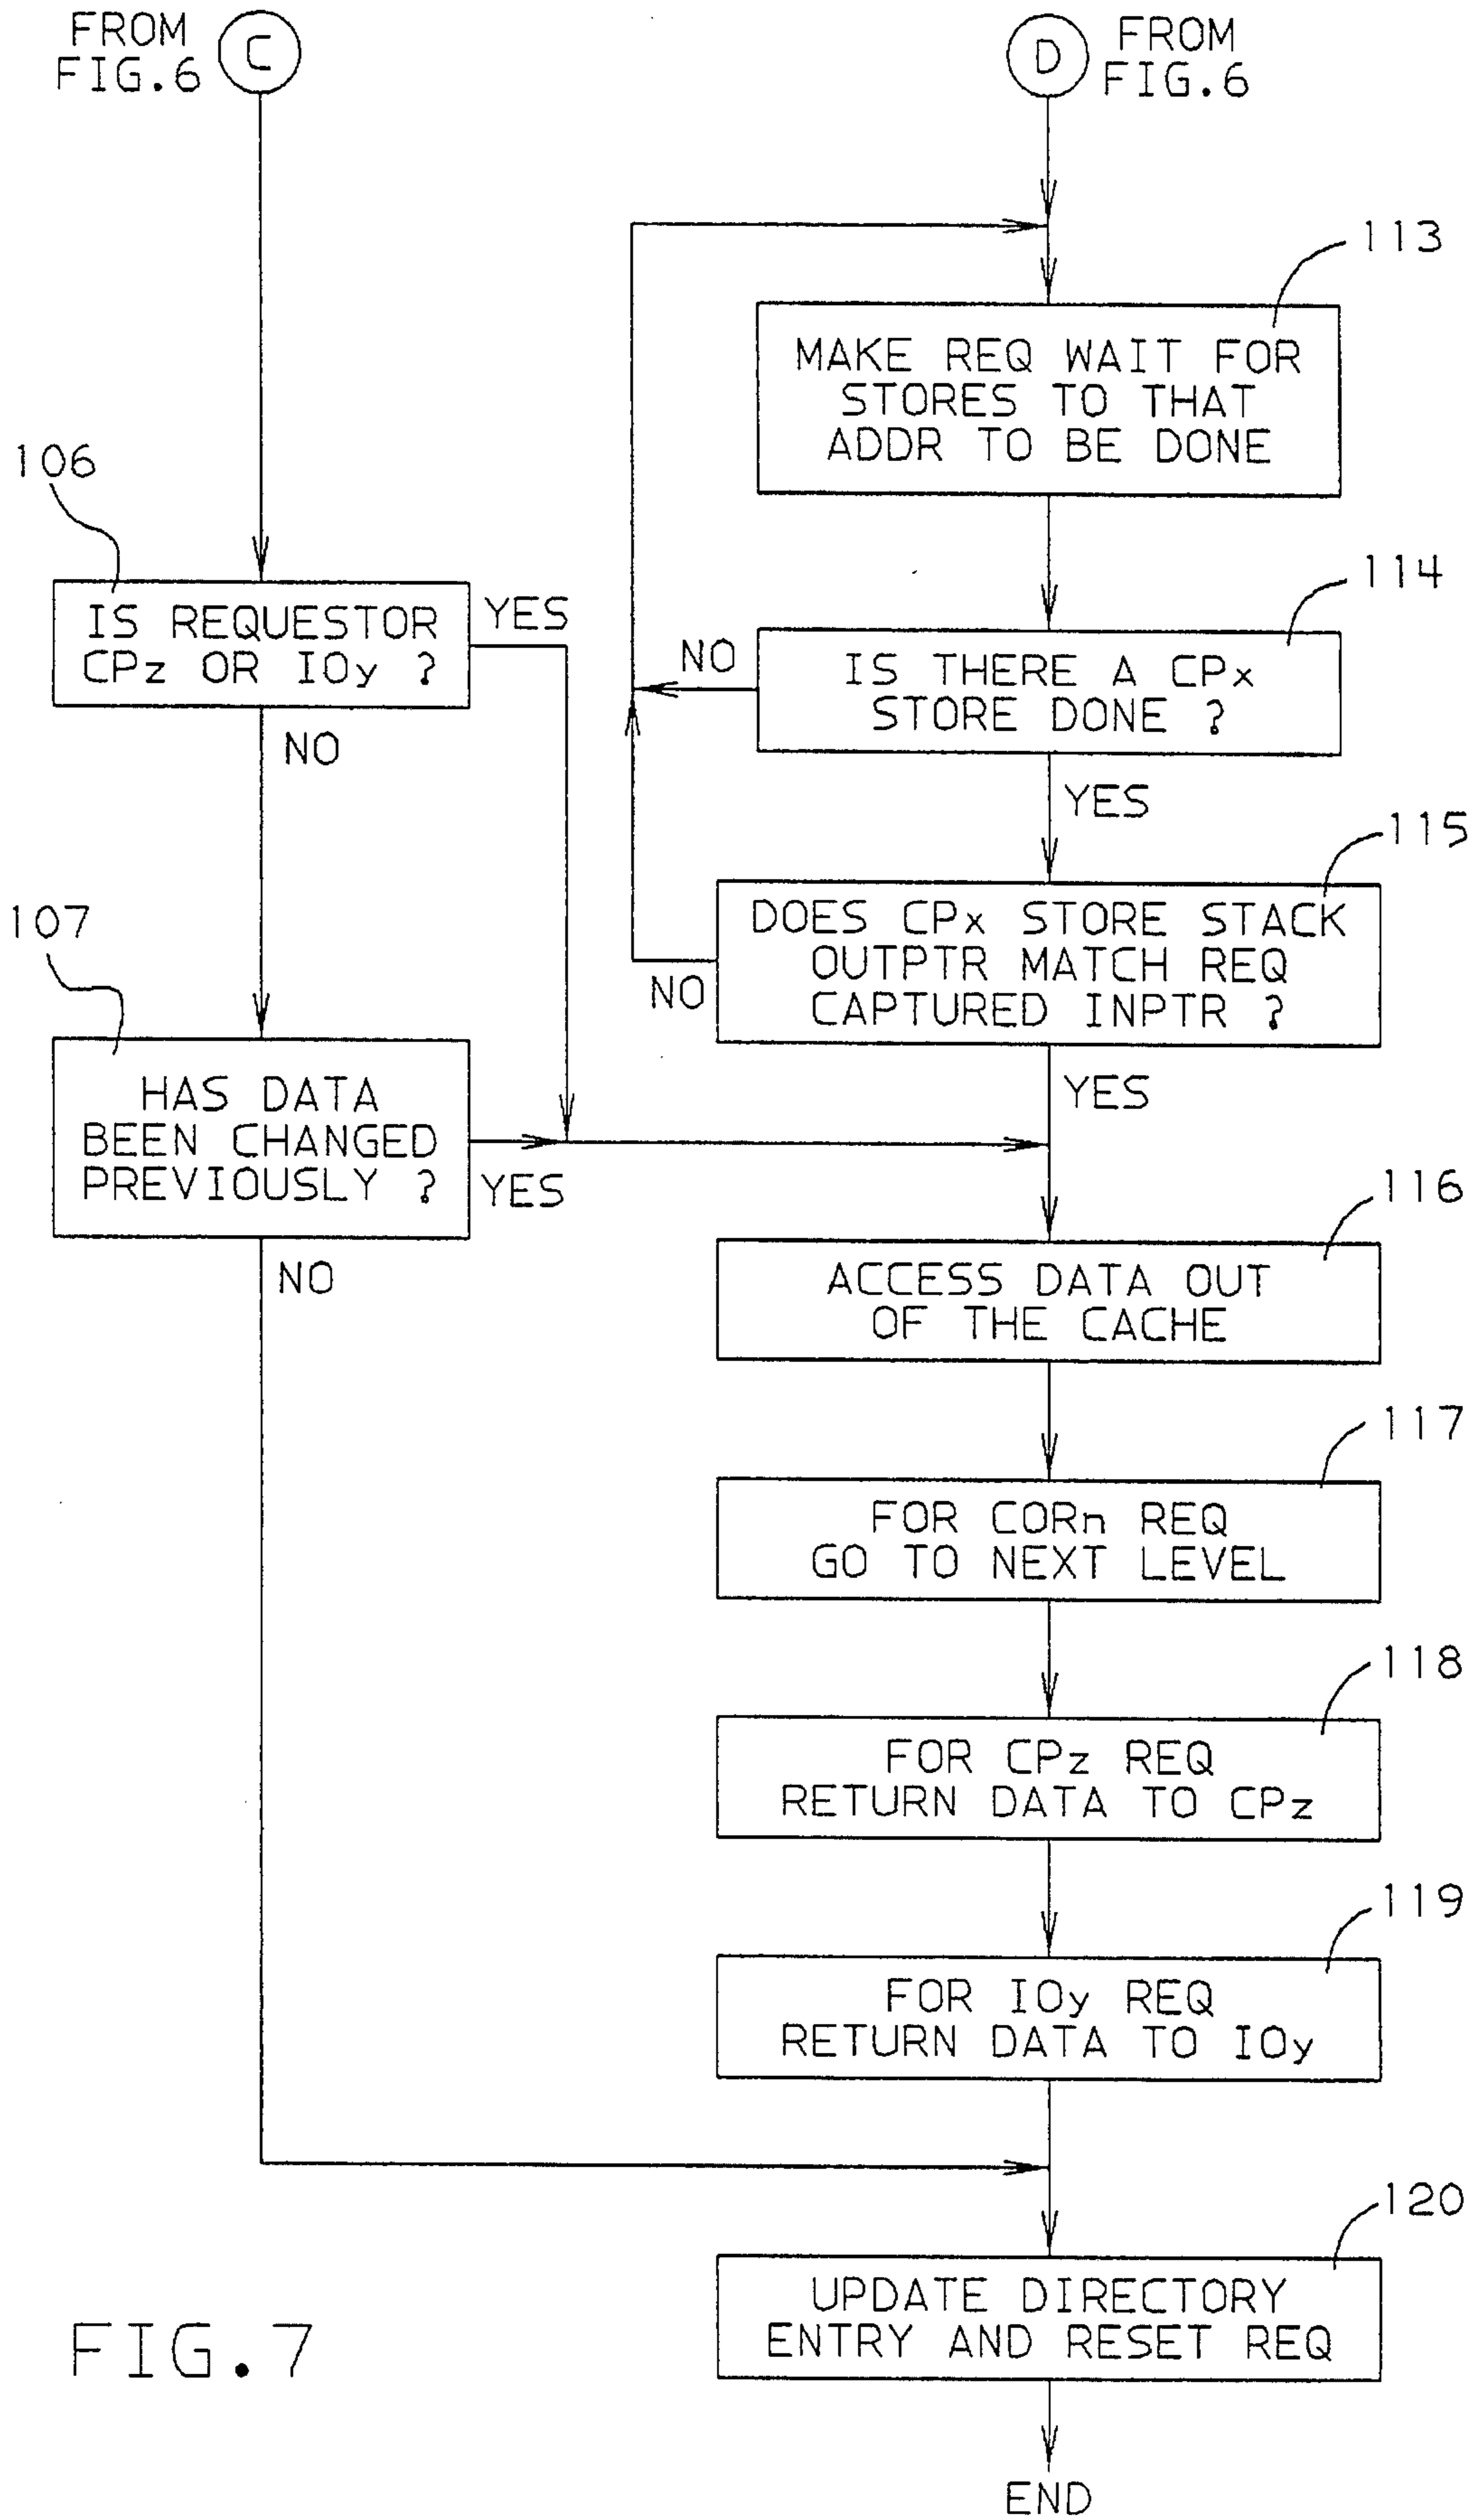 FROM
FIG.6
C
D
FROM
FIG.6
113
MAKE REQ WAIT FOR
STORES TO THAT
ADDR TO BE DONE
106
IS REQUESTOR
CPz OR IOy ?
YES
NO
114
NO
IS THERE A CPx
STORE DONE ?
YES
115
DOES CPx STORE STACK
OUTPTR MATCH REQ
CAPTURED INPTR ?
NO
YES
107
HAS DATA
BEEN CHANGED
PREVIOUSLY ?
YES
NO
116
ACCESS DATA OUT
OF THE CACHE
117
FOR CORn REQ
GO TO NEXT LEVEL
118
FOR CPz REQ
RETURN DATA TO CPz
119
FOR IOy REQ
RETURN DATA TO IOy
120
UPDATE DIRECTORY
ENTRY AND RESET REQ
END
FIG.7